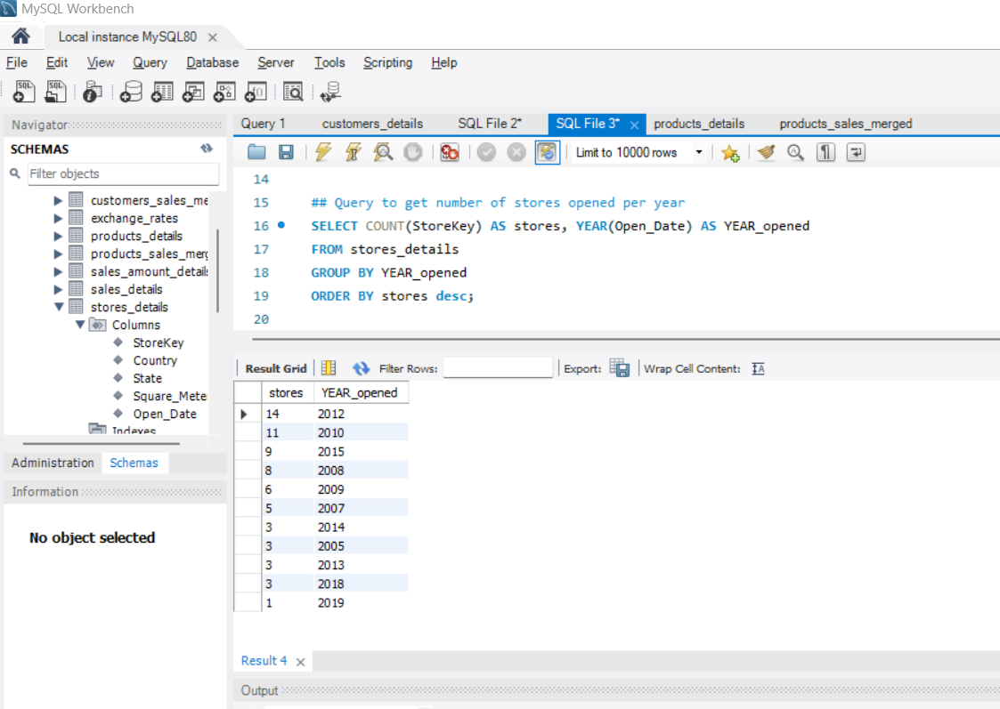 MySQL Workbench
Local instance MySQL80
File Edit View Query Database Server Tools Scripting Help
SQL SQL
Navigator
SCHEMAS
Filter objects
customers_sales_me
exchange_rates
products_details
products_sales_merg
sales_amount_details
sales_details
stores_details
Columns
StoreKey
Country
State
Square_Mete
Open_Date
Indexes
Administration Schemas
Information
No object selected
Query 1 customers_details SQL File 2* SQL File 3* products_details products_sales_merged
Limit to 10000 rows
14
15 ## Query to get number of stores opened per year
16 SELECT COUNT(StoreKey) AS stores, YEAR(Open_Date) AS YEAR_opened
17 FROM stores_details
18 GROUP BY YEAR_opened
19 ORDER BY stores desc;
20
Result Grid Filter Rows: Export: Wrap Cell Content:
stores YEAR_opened
14 2012
11 2010
9 2015
8 2008
6 2009
5 2007
3 2014
3 2005
3 2013
3 2018
1 2019
Result 4
Output